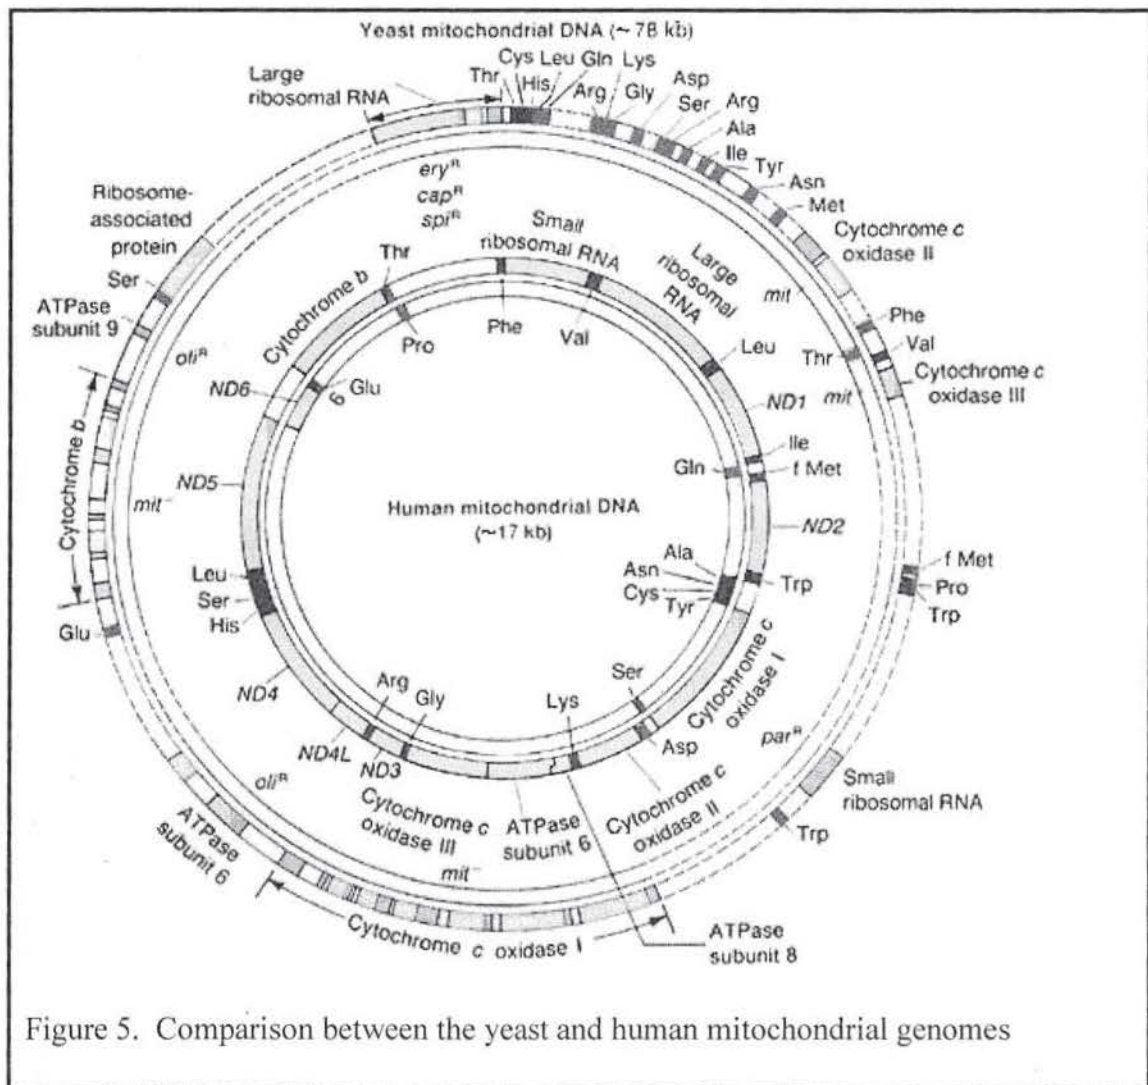 Yeast mitochondrial DNA (~78 kb)
Large
ribosomal RNA
Thr
Cys
His
Leu
Gln
Lys
Arg
Gly
Asp
Ser
Arg
Ala
Ile
Tyr
Asn
Met
Cytochrome c
oxidase II
Phe
Val
Thr
Cytochrome c
oxidase III
f Met
Pro
Trp
Small
ribosomal RNA
Trp
ATPase
subunit 8
Cytochrome c oxidase I
ATPase
subunit 6
Glu
Cytochrome b
ATPase
subunit 9
Ser
Ribosome-
associated
protein
eryR
capR
spiR
mit-
mit-
parR
mit-
oliR
mit-
oliR
Small
ribosomal RNA
Large
ribosomal
RNA
Phe
Val
Leu
ND1
Ile
f Met
Gln
ND2
Ala
Asn
Cys
Tyr
Trp
Cytochrome c
oxidase I
Ser
Asp
Cytochrome c
oxidase II
Lys
ATPase
subunit 6
Cytochrome c
oxidase III
Gly
ND3
Arg
ND4L
ND4
His
Ser
Leu
ND5
ND6
6
Glu
Cytochrome b
Thr
Pro
Human mitochondrial DNA
(~17 kb)
Figure 5. Comparison between the yeast and human mitochondrial genomes